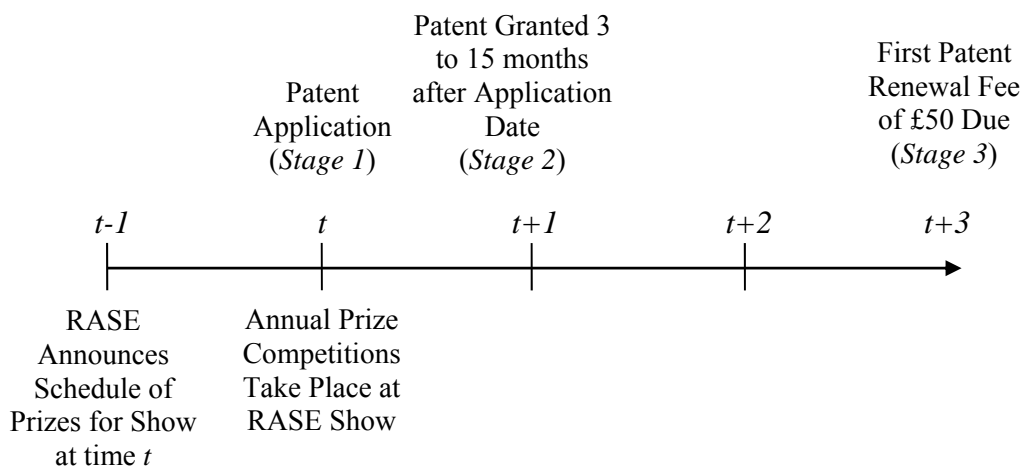 Patent
Application
(Stage 1)
Patent Granted 3
to 15 months
after Application
Date
(Stage 2)
First Patent
Renewal Fee
of £50 Due
(Stage 3)
t-1
t
t+1
t+2
t+3
RASE
Announces
Schedule of
Prizes for Show
at time t
Annual Prize
Competitions
Take Place at
RASE Show